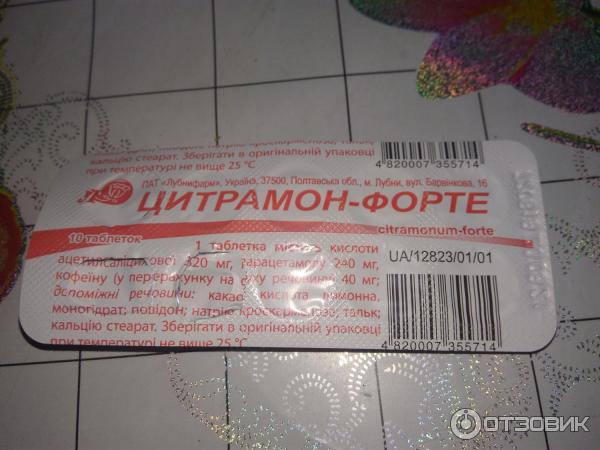 кальцію стеарат. Зберігати в оригінальній упаковці
при температурі не вище 25 °С
4 820007 355714
ПАТ «Лубнифарм», Україна, 37500, Полтавська обл., м. Лубни, вул. Барвінкова, 16
ЦИТРАМОН-ФОРТЕ
citramonum-forte
10 таблеток
1 таблетка містить кислоти
ацетилсаліцилової 320 мг, парацетамолу 240 мг,
кофеїну (у перерахунку на суху речовину) 40 мг;
допоміжні речовини: какао, кислота лимонна,
моногідрат; повідон; натрію кроскармелоза; тальк;
кальцію стеарат. Зберігати в оригінальній упаковці
при температурі не вище 25 °С
UA/12823/01/01
4 820007 355714
ОТЗОВИК